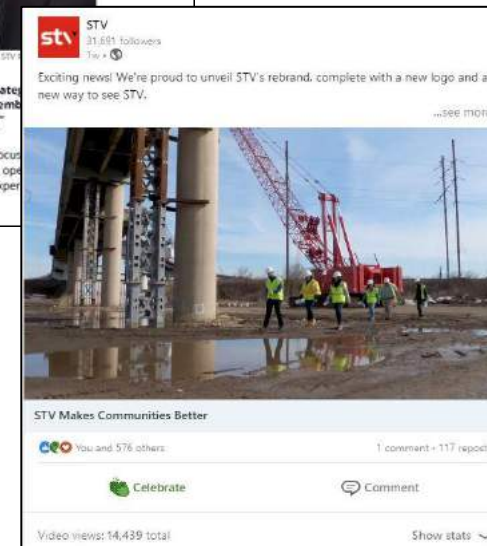 STV
stv
31,691 followers
1w •
Exciting news! We're proud to unveil STV's rebrand, complete with a new logo and a
new way to see STV.
...see more
STV Makes Communities Better
You and 576 others
1 comment • 117 repost
Celebrate
Comment
Video views: 14,439 total
Show stats